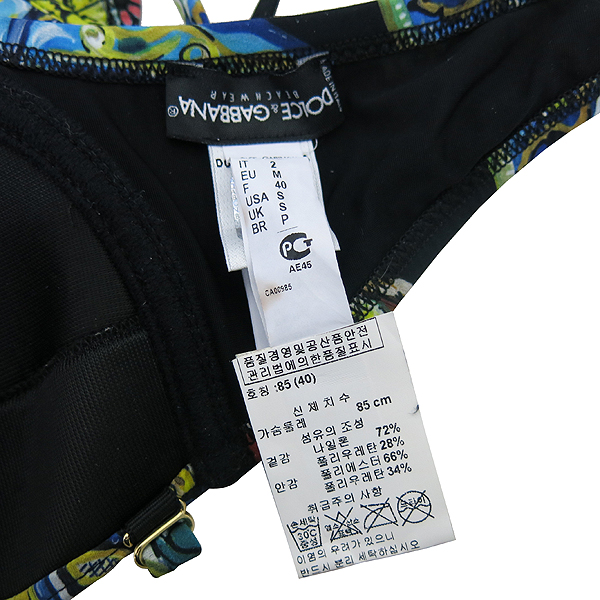 DOLCE & GABBANA®
BEACHWEAR
IT 2
EU M
F 40
USA S
UK S
BR P
PCT
AE45
CA00985
품질경영및공산품안전
관리법에의한품질표시
호칭 :85 (40)
신 체 치 수
가슴둘레 85 cm
섬유의 조성
겉감 나일론 72%
폴리우레탄 28%
안감 폴리에스터 66%
폴리우레탄 34%
취급주의 사항
손세탁
30℃
이염의 우려가 있으니
반드시 분리 세탁하십시오